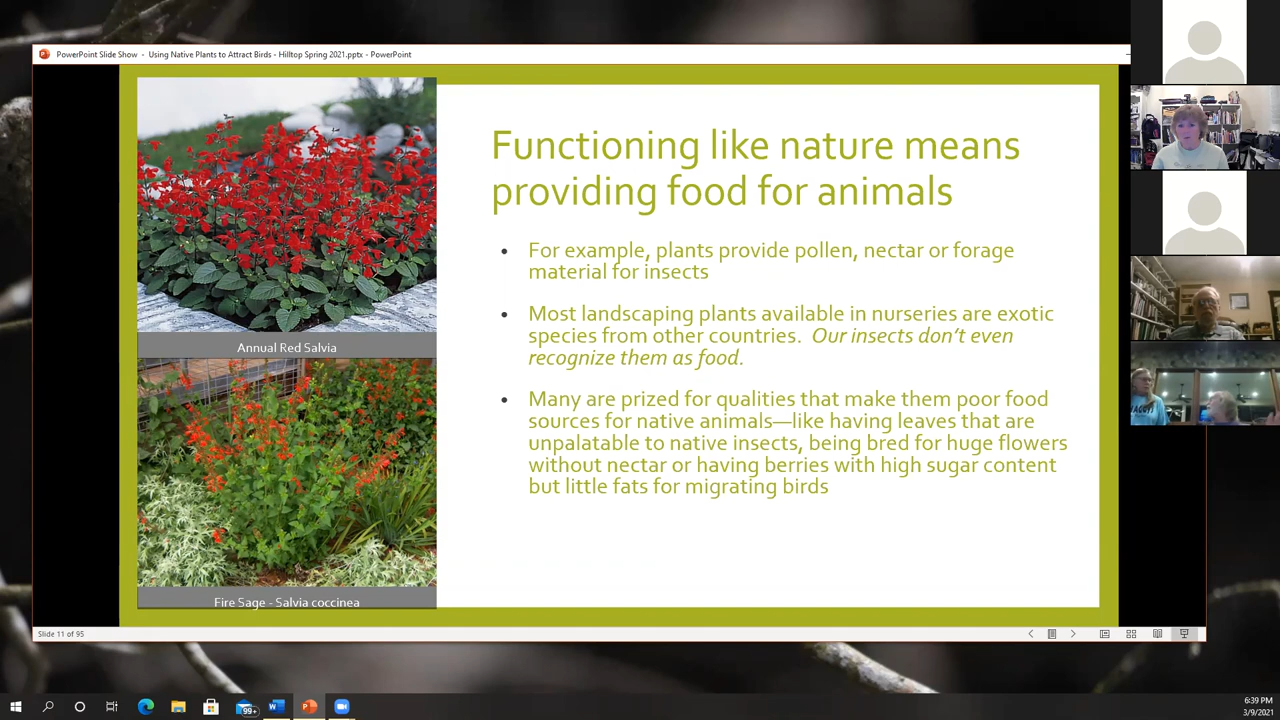 PowerPoint Slide Show - Using Native Plants to Attract Birds - Hilltop Spring 2021.pptx - PowerPoint
Annual Red Salvia
Fire Sage - Salvia coccinea
Functioning like nature means
providing food for animals
• For example, plants provide pollen, nectar or forage
material for insects
• Most landscaping plants available in nurseries are exotic
species from other countries. Our insects don’t even
recognize them as food.
• Many are prized for qualities that make them poor food
sources for native animals—like having leaves that are
unpalatable to native insects, being bred for huge flowers
without nectar or having berries with high sugar content
but little fats for migrating birds
Slide 11 of 95
99+
6:39 PM
3/9/2021